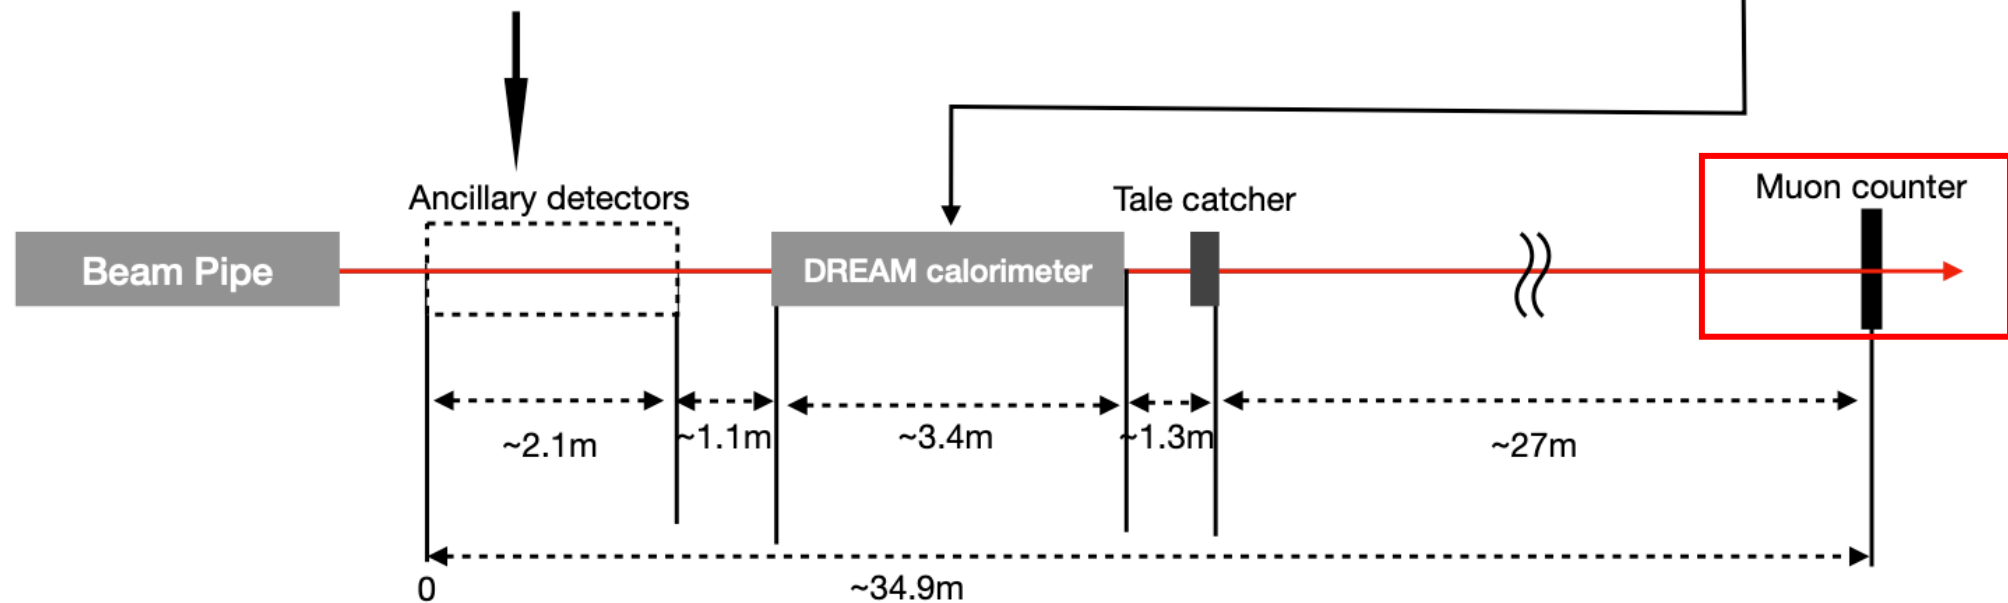 Ancillary detectors
Tale catcher
Muon counter
Beam Pipe
DREAM calorimeter
~2.1m
~1.1m
~3.4m
~1.3m
~27m
0
~34.9m